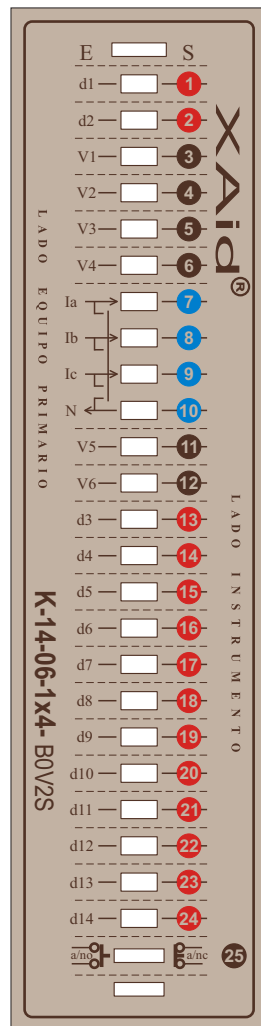 E S
d1 1
d2 2
V1 3
V2 4
V3 5
V4 6
Ia 7
Ib 8
Ic 9
N 10
V5 11
V6 12
d3 13
d4 14
d5 15
d6 16
d7 17
d8 18
d9 19
d10 20
d11 21
d12 22
d13 23
d14 24
a/no a/nc 25
XAid®
LADO EQUIPO PRIMARIO
LADO INSTRUMENTO
K-14-06-1x4- B0V2S